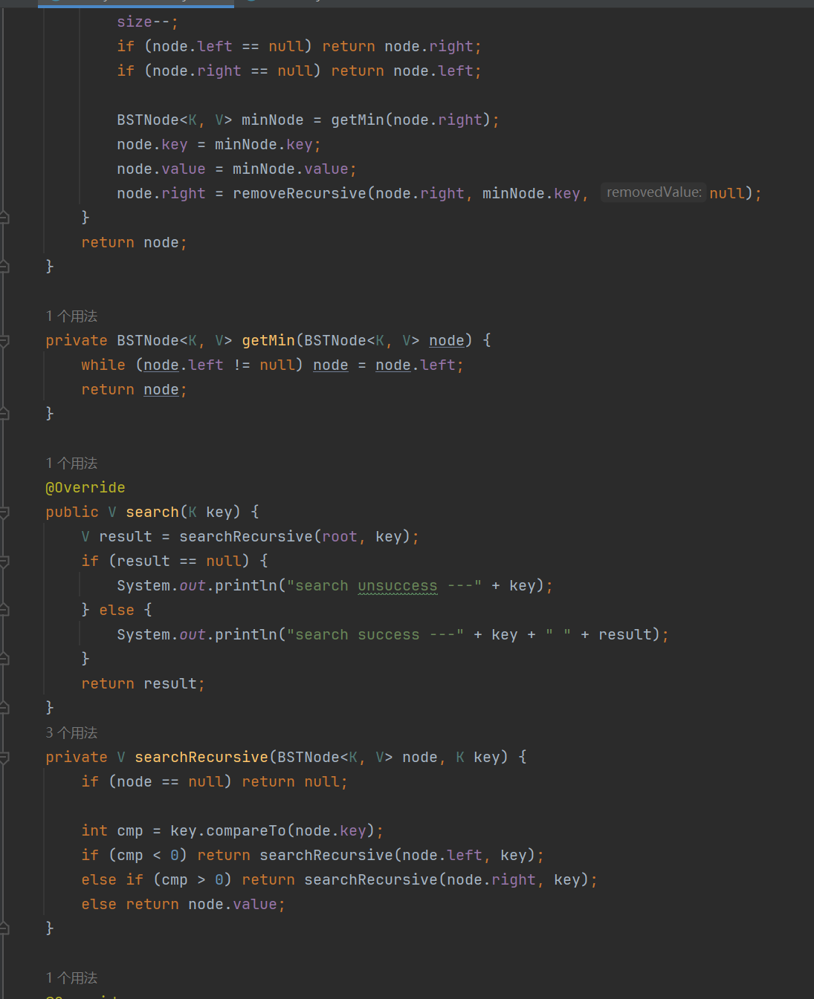 size--;
if (node.left == null) return node.right;
if (node.right == null) return node.left;
BSTNode<K, V> minNode = getMin(node.right);
node.key = minNode.key;
node.value = minNode.value;
node.right = removeRecursive(node.right, minNode.key, removedValue: null);
}
return node;
}
1 个用法
private BSTNode<K, V> getMin(BSTNode<K, V> node) {
while (node.left != null) node = node.left;
return node;
}
1 个用法
@Override
public V search(K key) {
V result = searchRecursive(root, key);
if (result == null) {
System.out.println("search unsuccess ---" + key);
} else {
System.out.println("search success ---" + key + " " + result);
}
return result;
}
3 个用法
private V searchRecursive(BSTNode<K, V> node, K key) {
if (node == null) return null;
int cmp = key.compareTo(node.key);
if (cmp < 0) return searchRecursive(node.left, key);
else if (cmp > 0) return searchRecursive(node.right, key);
else return node.value;
}
1 个用法